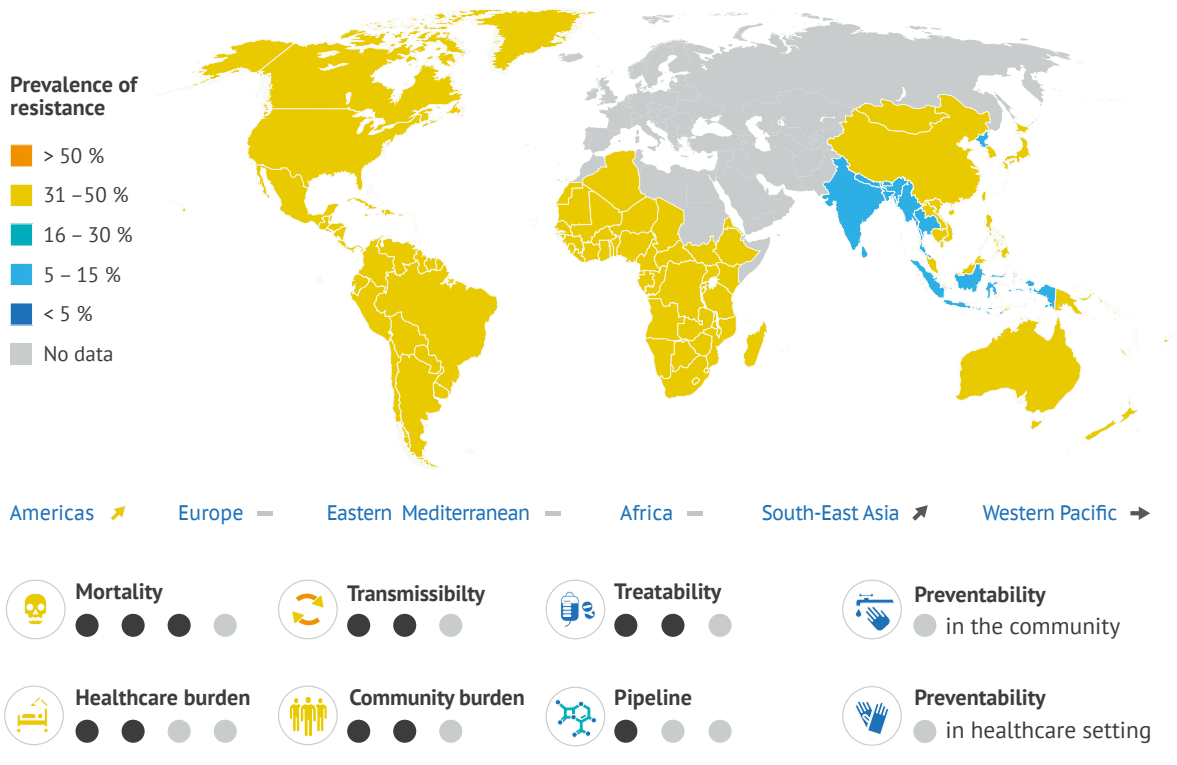 Prevalence of
resistance
> 50 %
31 –50 %
16 – 30 %
5 – 15 %
< 5 %
No data
Americas Europe Eastern Mediterranean Africa South-East Asia Western Pacific
Mortality Transmissibilty Treatability Preventability
in the community
Healthcare burden Community burden Pipeline Preventability
in healthcare setting